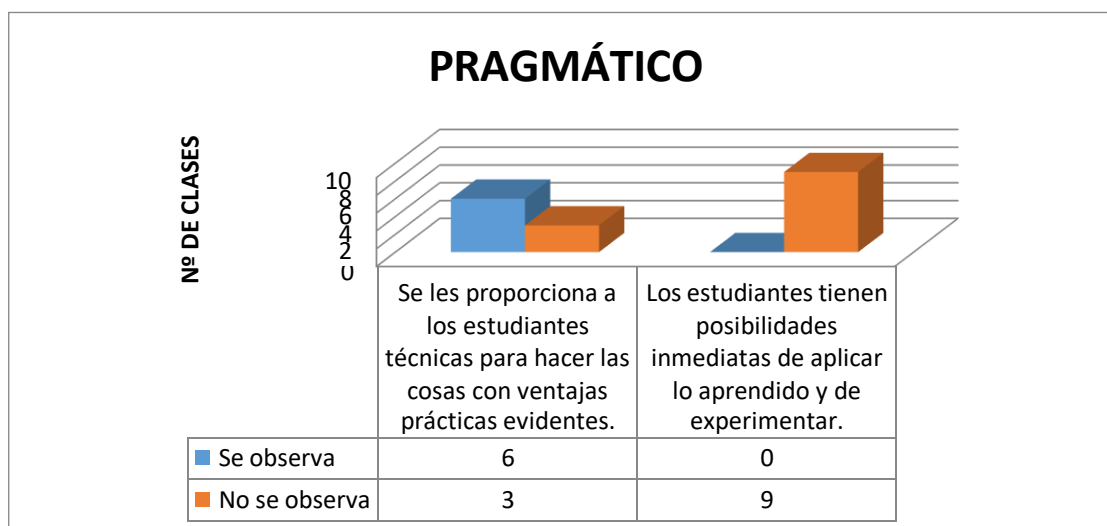 PRAGMÁTICO
Nº DE CLASES
10
8
6
4
2
0
Se les proporciona a
los estudiantes
técnicas para hacer las
cosas con ventajas
prácticas evidentes.
Los estudiantes tienen
posibilidades
inmediatas de aplicar
lo aprendido y de
experimentar.
Se observa 6 0
No se observa 3 9